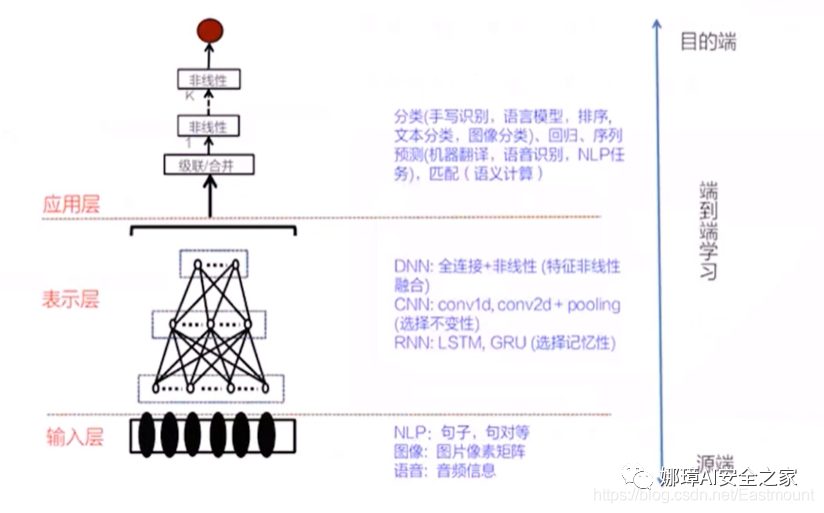 目的端
非线性
K
非线性
1
级联/合并
分类(手写识别，语言模型，排序,
文本分类，图像分类)、回归、序列
预测(机器翻译，语音识别，NLP任
务)，匹配（语义计算）
应用层
端到端学习
表示层
DNN: 全连接+非线性 (特征非线性
融合)
CNN: conv1d, conv2d + pooling
(选择不变性)
RNN: LSTM, GRU (选择记忆性)
输入层
NLP：句子，句对等
图像：图片像素矩阵
语音：音频信息
源端
娜璋AI安全之家
https://blog.csdn.net/Eastmount